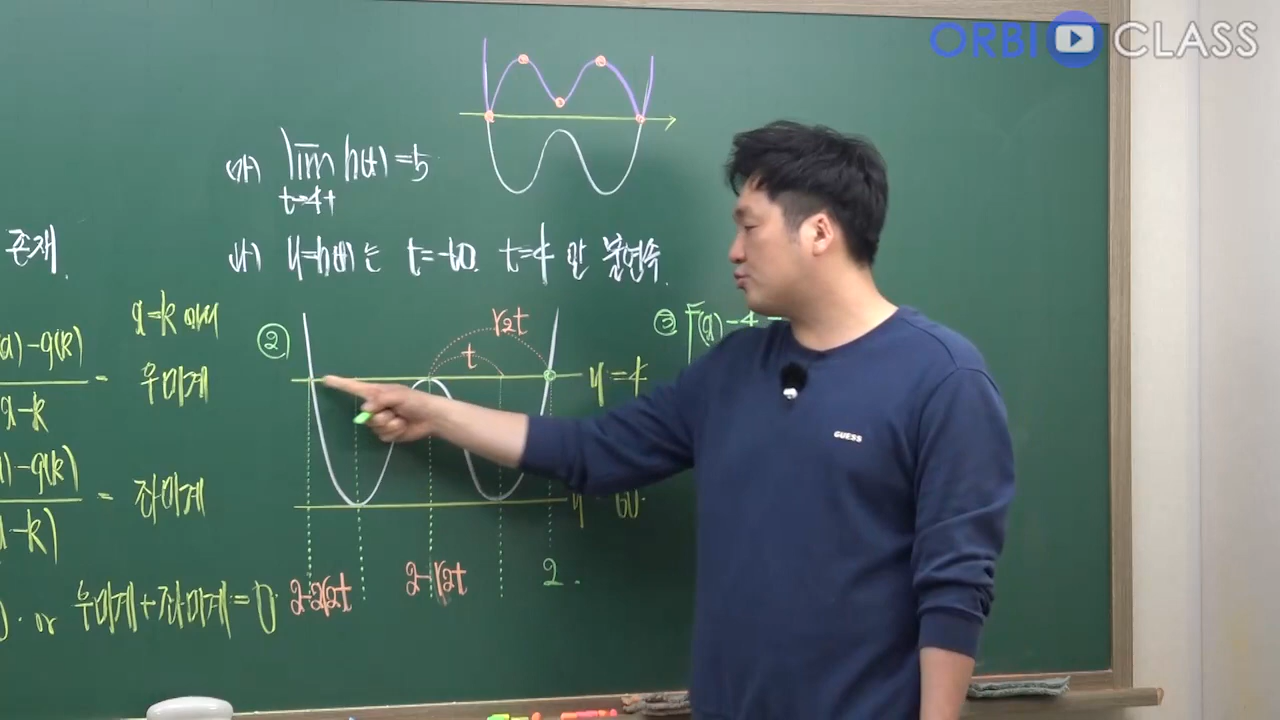 ORBI CLASS
(가) lim h(t) = 5
t→4+
(나) y=h(t)는 t=-60. t=4 만 불연속.
존재.
x=k 에서
우미계
-g(k)
x-k
=
좌미계
-g(k)
=
or 우미계+좌미계=0
②
√2t
t
y=4
2-2√2t
2-√2t
2.
③ f(x)-4=
GUESS